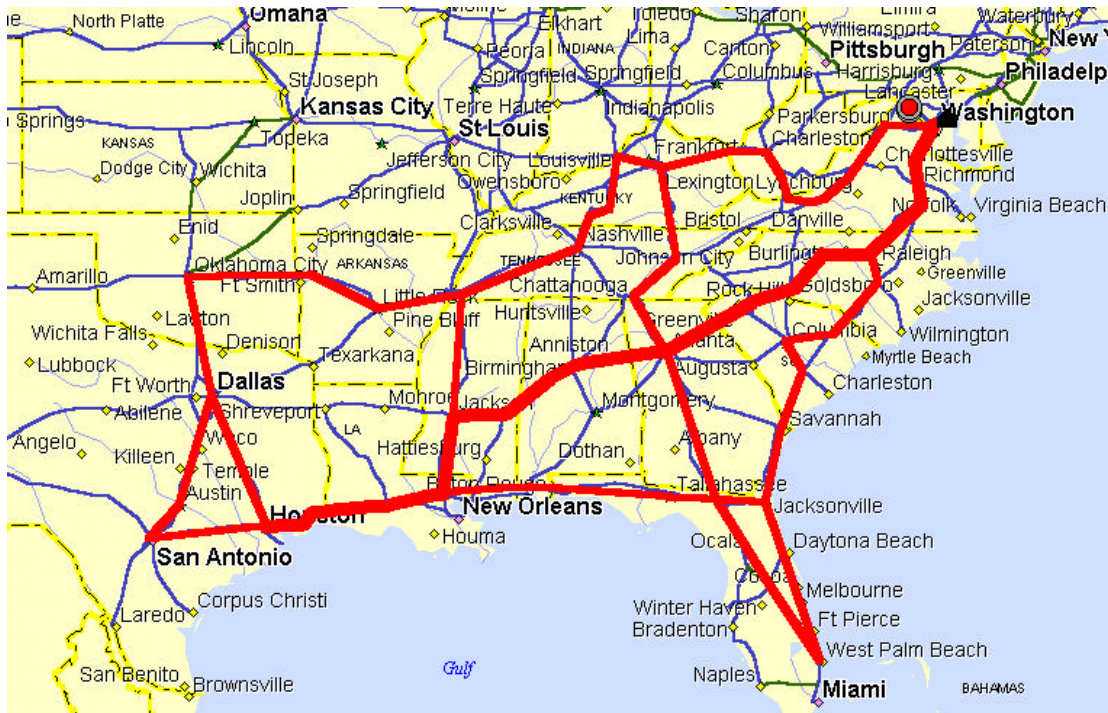 Omaha
North Platte
Lincoln
Moline
Elkhart
Toledo
Sharon
Elmira
Waterbury
Peoria
INDIANA
Lima
Canton
Williamsport
Pittsburgh
Paterson
New Y
St Joseph
Springfield
Springfield
Columbus
Harrisburg
Philadelp
Kansas City
Terre Haute
Indianapolis
Lancaster
Parkersburg
Washington
Springs
Topeka
KANSAS
St Louis
Charleston
Dodge City
Wichita
Jefferson City
Louisville
Frankfort
Charlottesville
Joplin
Springfield
Owensboro
KENTUCKY
Lexington
Lynchburg
Richmond
Enid
Springdale
Clarksville
Nashville
Bristol
Danville
Norfolk
Virginia Beach
Amarillo
Oklahoma City
ARKANSAS
TENNESSEE
Johnson City
Burlington
Raleigh
Ft Smith
Little Rock
Chattanooga
Rock Hill
Goldsboro
Greenville
Lawton
Pine Bluff
Huntsville
Greenville
Jacksonville
Wichita Falls
Denison
Texarkana
Anniston
Atlanta
Columbia
Wilmington
Lubbock
Birmingham
Augusta
Myrtle Beach
Ft Worth
Dallas
Charleston
Abilene
Shreveport
Monroe
Jackson
Montgomery
Savannah
Angelo
Waco
LA
Hattiesburg
Dothan
Albany
Killeen
Temple
Austin
Baton Rouge
Tallahassee
Houston
New Orleans
Jacksonville
San Antonio
Houma
Ocala
Daytona Beach
Cocoa
Melbourne
Laredo
Corpus Christi
Winter Haven
Bradenton
Ft Pierce
Gulf
West Palm Beach
San Benito
Brownsville
Naples
Miami
BAHAMAS